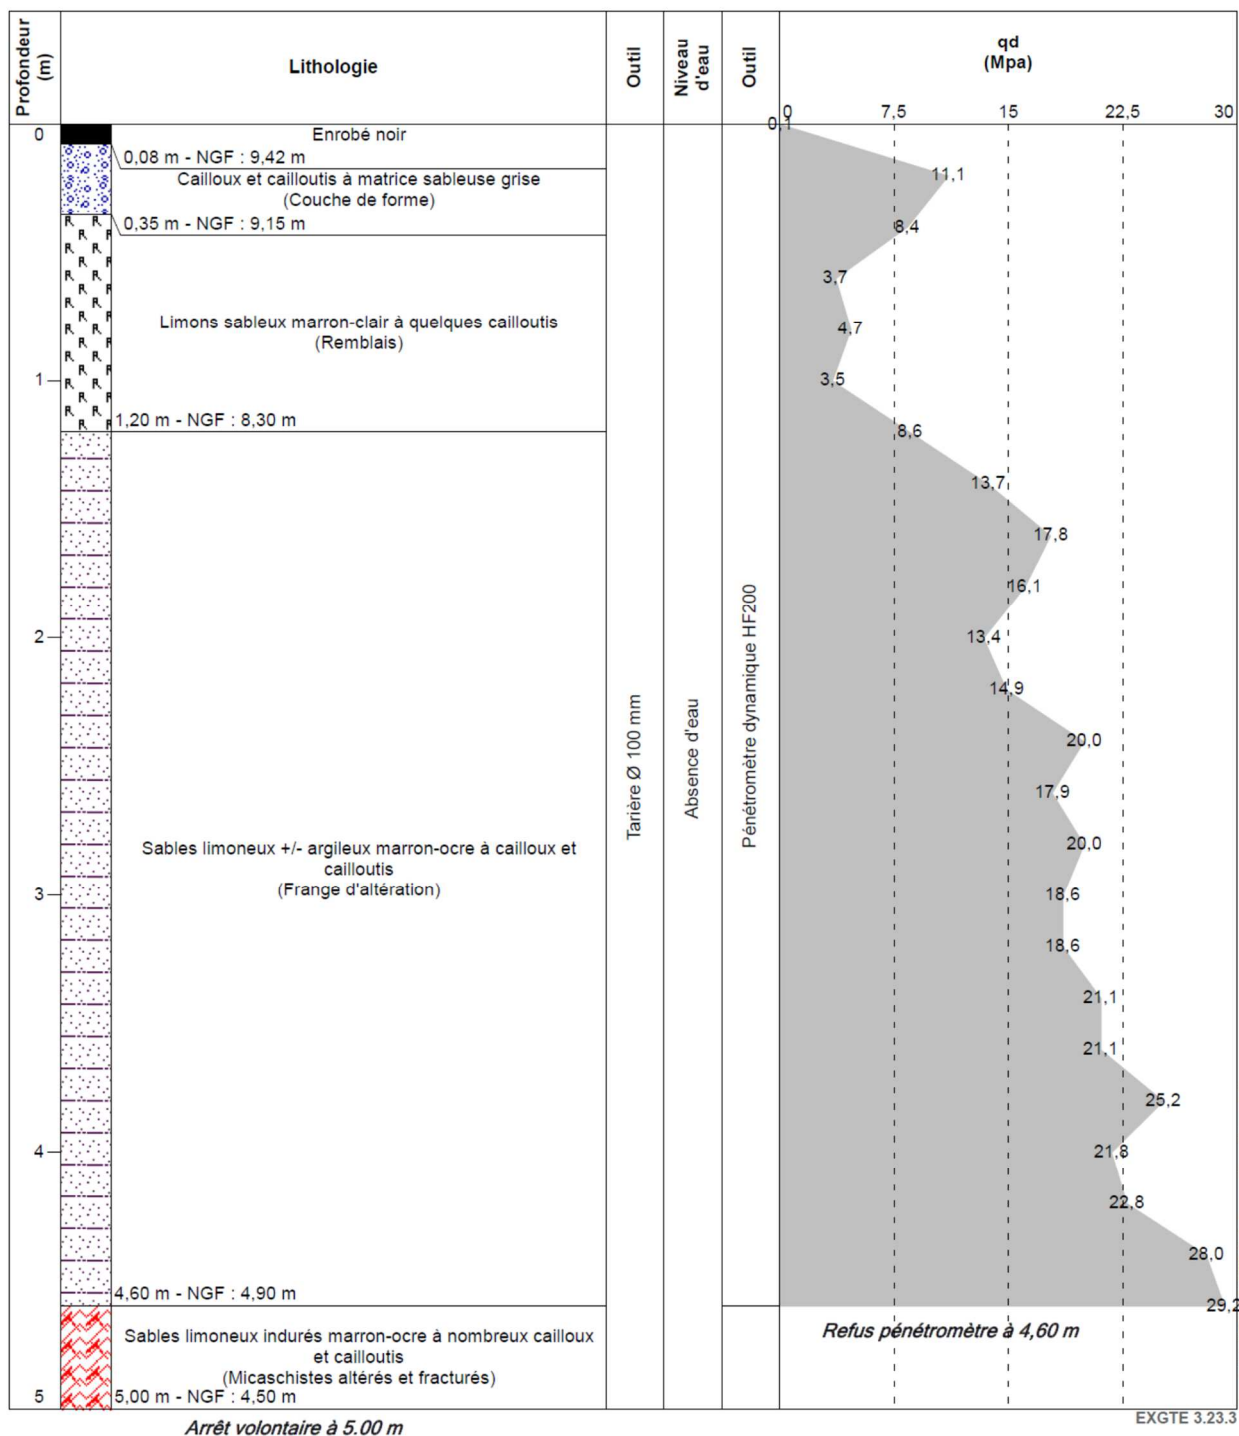 Profondeur
(m)
Lithologie
Outil
Niveau
d'eau
Outil
qd
(Mpa)
0
7,5
15
22,5
30
0
Enrobé noir
0,08 m - NGF : 9,42 m
Cailloux et cailloutis à matrice sableuse grise
(Couche de forme)
0,35 m - NGF : 9,15 m
Limons sableux marron-clair à quelques cailloutis
(Remblais)
1
1,20 m - NGF : 8,30 m
2
Sables limoneux +/- argileux marron-ocre à cailloux et
cailloutis
(Frange d'altération)
3
4
4,60 m - NGF : 4,90 m
Sables limoneux indurés marron-ocre à nombreux cailloux
et cailloutis
(Micaschistes altérés et fracturés)
5
5,00 m - NGF : 4,50 m
Tarière Ø 100 mm
Absence d'eau
Pénétromètre dynamique HF200
0,1
11,1
8,4
3,7
4,7
3,5
8,6
13,7
17,8
16,1
13,4
14,9
20,0
17,9
20,0
18,6
18,6
21,1
21,1
25,2
21,8
22,8
28,0
29,2
Refus pénétromètre à 4,60 m
Arrêt volontaire à 5.00 m
EXGTE 3.23.3